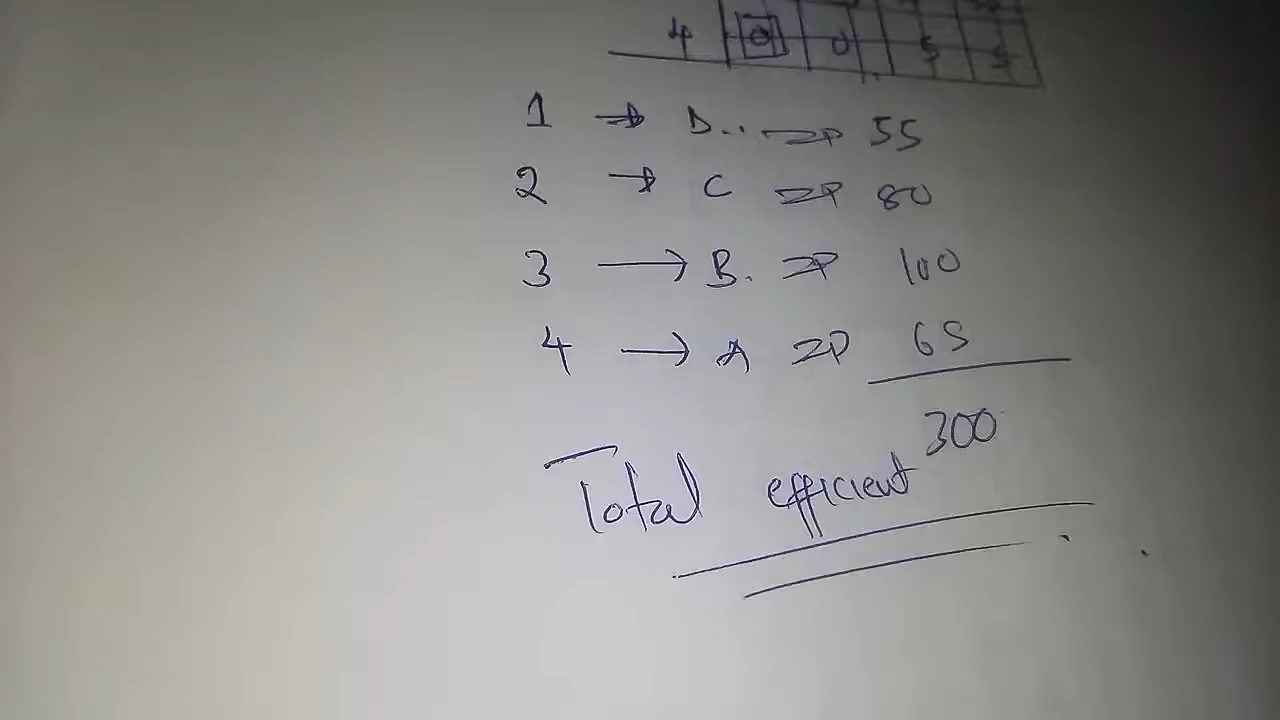 4 0 0 5 5
1 → D.. ⇒ 55
2 → C ⇒ 80
3 → B. ⇒ 100
4 → A ⇒ 65
300
Total efficient